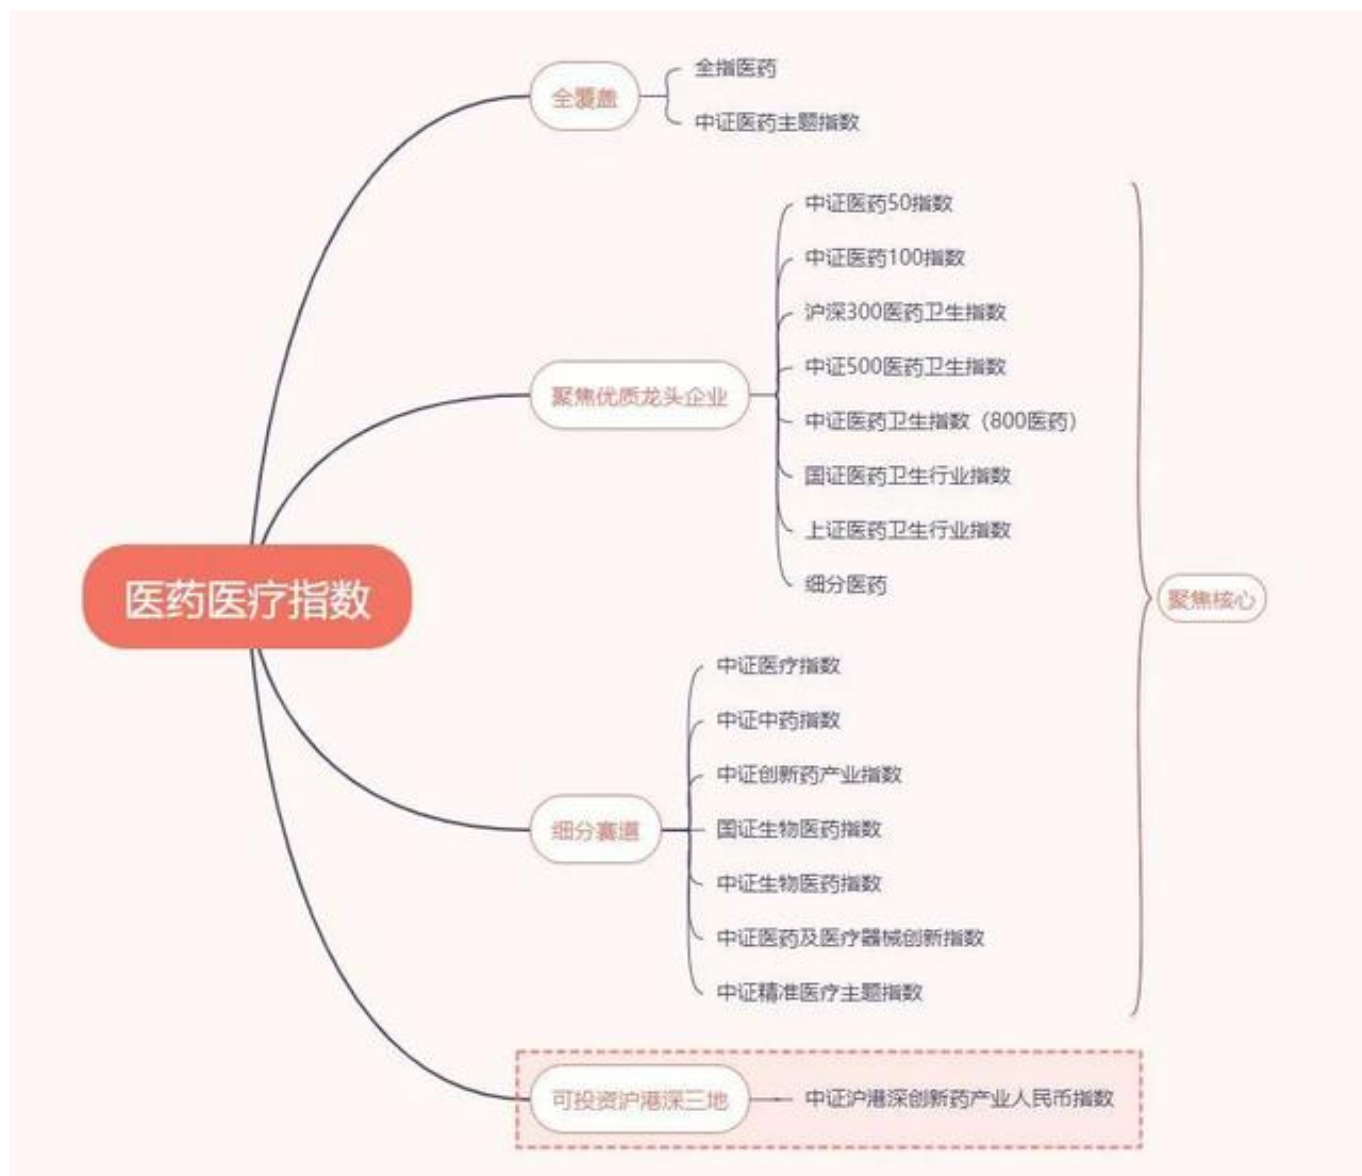 医药医疗指数
全覆盖
全指医药
中证医药主题指数
聚焦优质龙头企业
中证医药50指数
中证医药100指数
沪深300医药卫生指数
中证500医药卫生指数
中证医药卫生指数（800医药）
国证医药卫生行业指数
上证医药卫生行业指数
细分医药
细分赛道
中证医疗指数
中证中药指数
中证创新药产业指数
国证生物医药指数
中证生物医药指数
中证医药及医疗器械创新指数
中证精准医疗主题指数
聚焦核心
可投资沪港深三地
中证沪港深创新药产业人民币指数